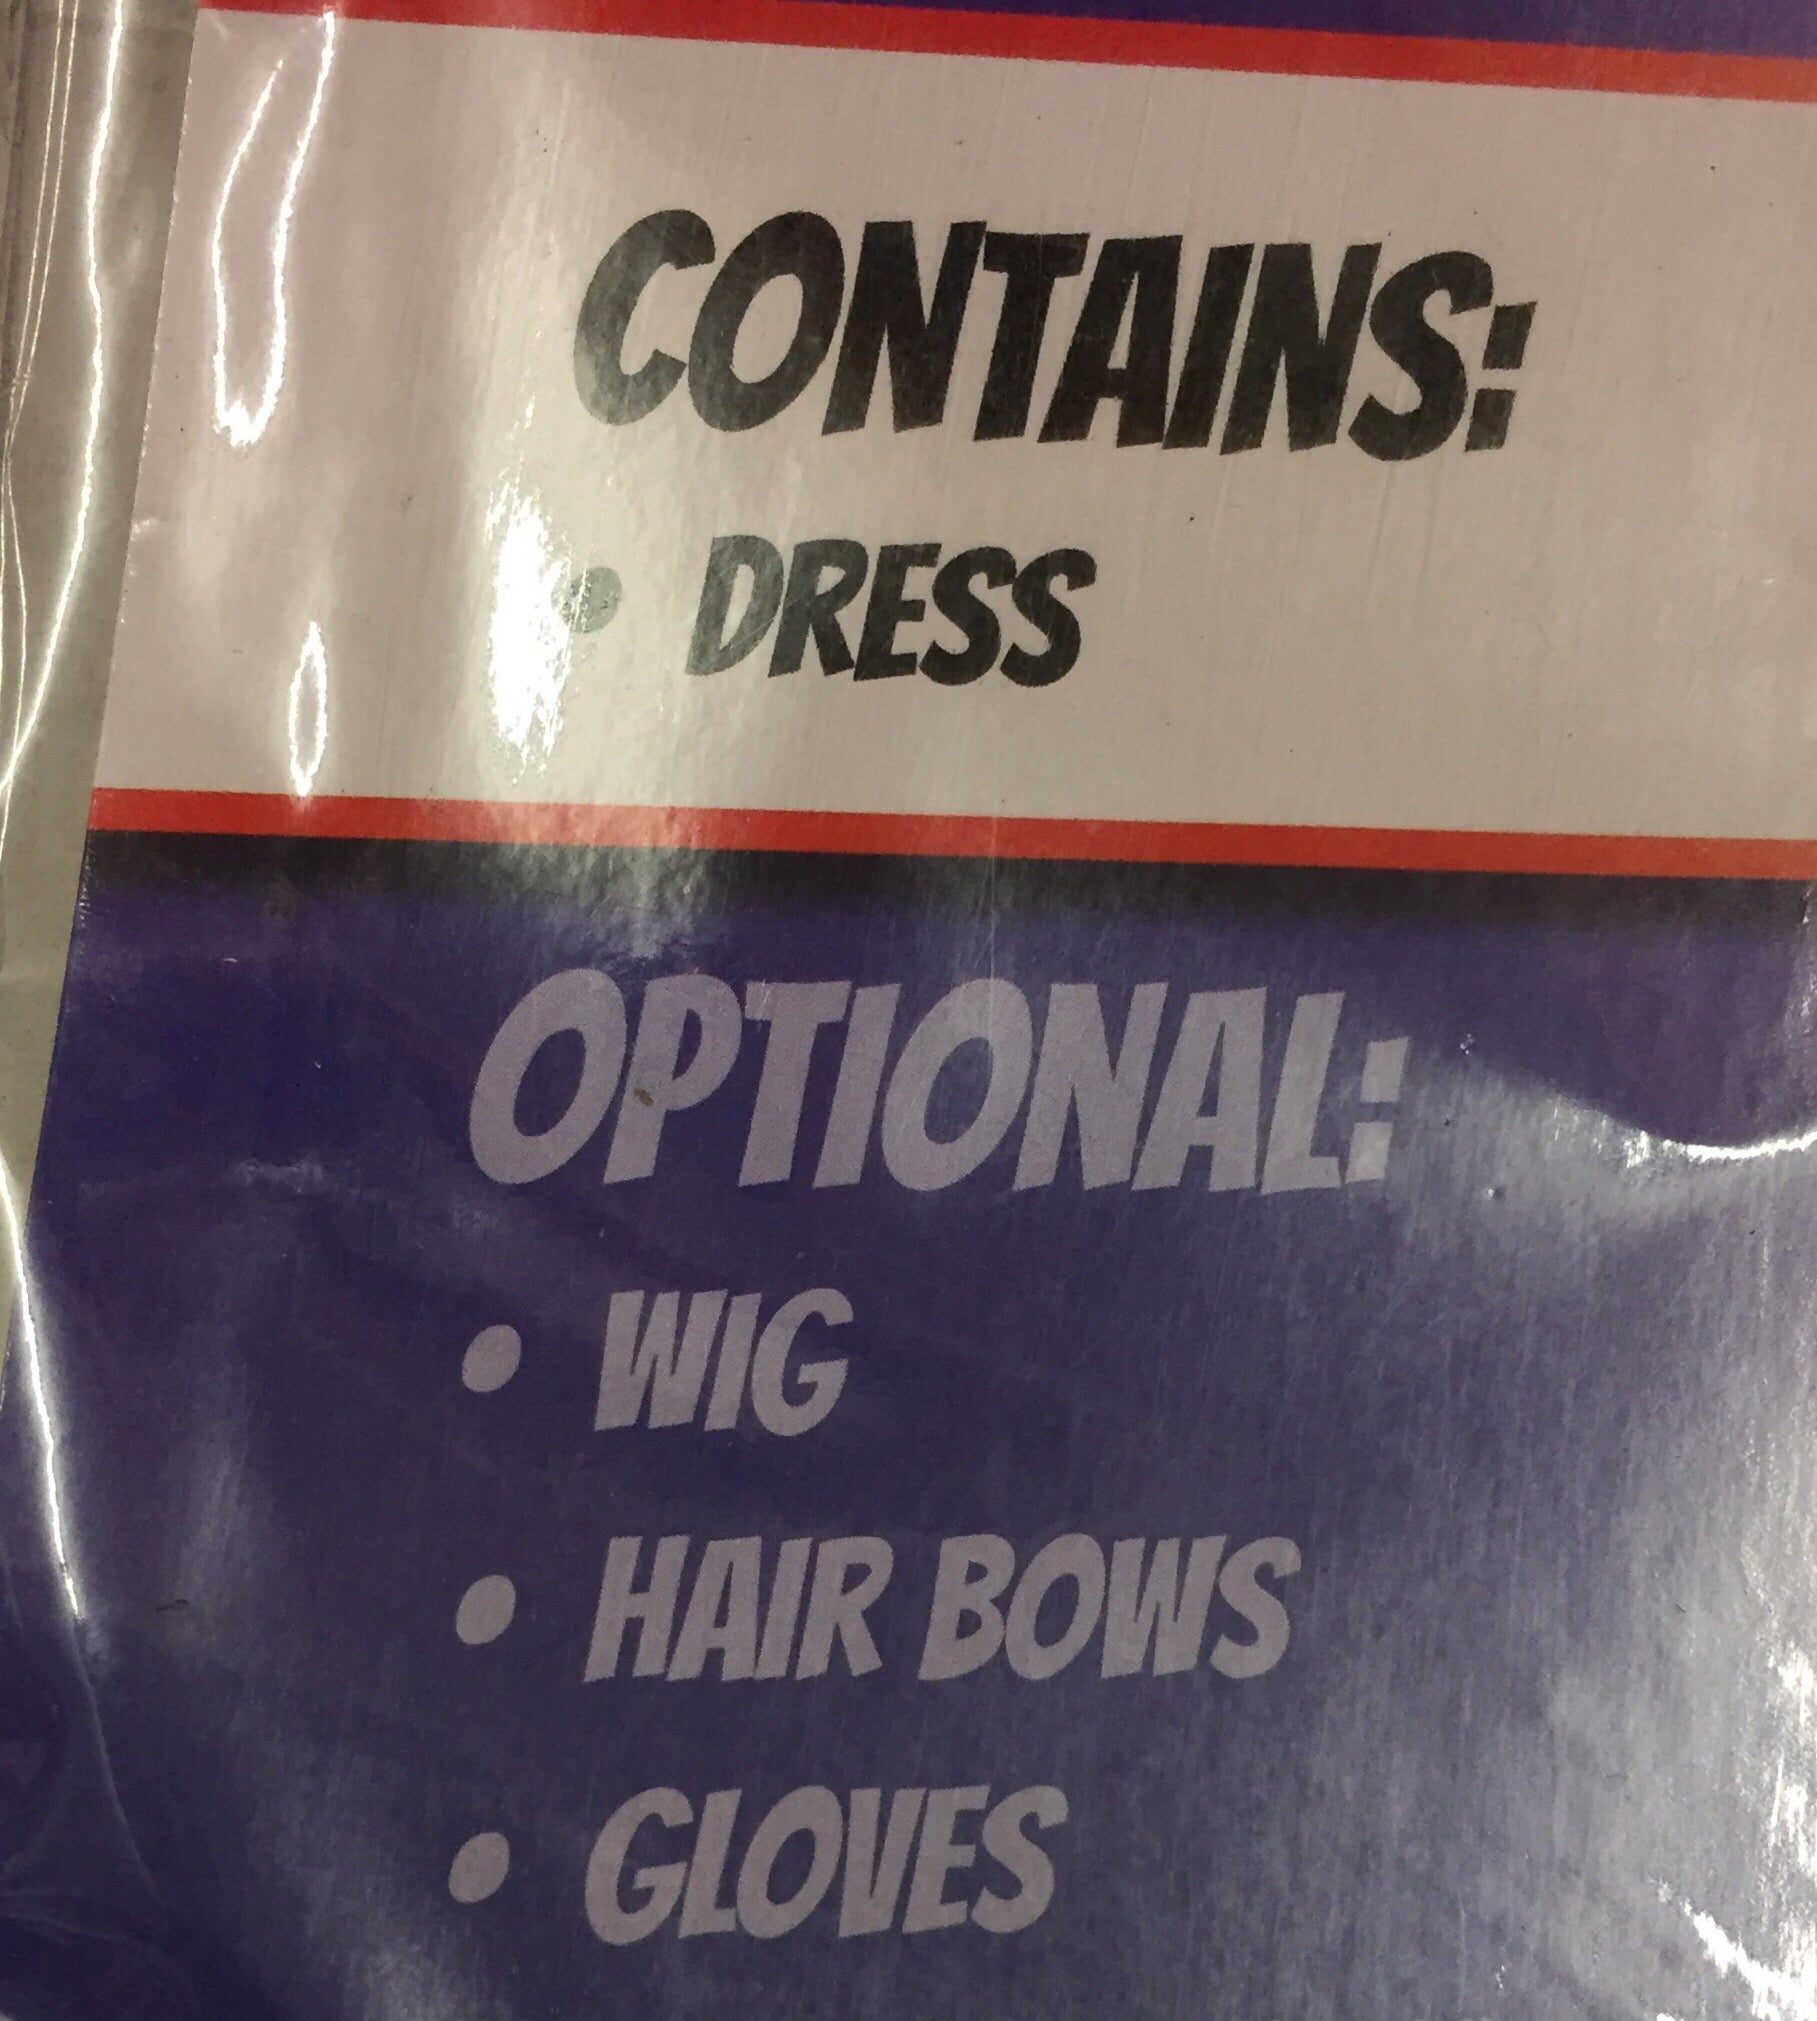 CONTAINS:
• DRESS
OPTIONAL:
• WIG
• HAIR BOWS
• GLOVES